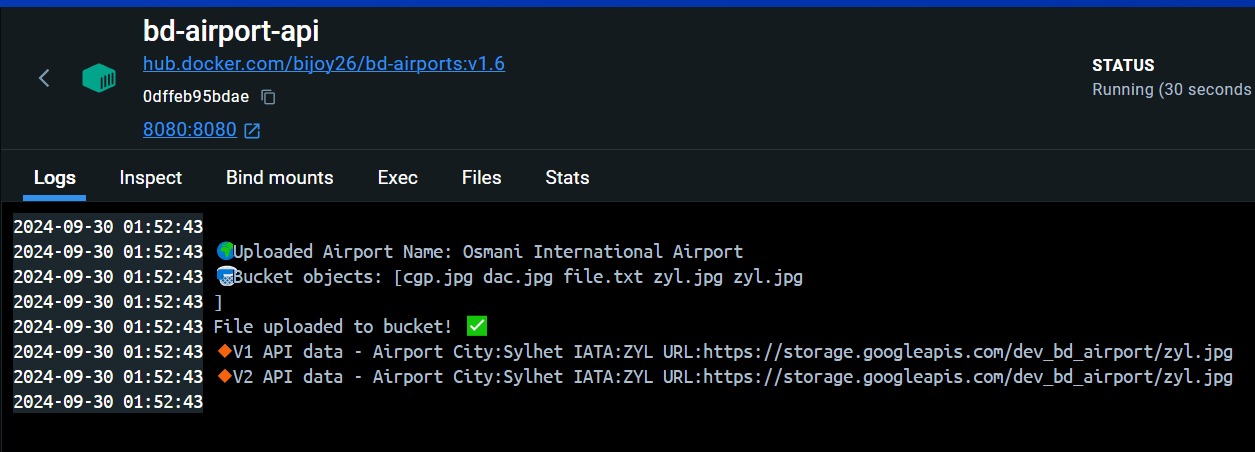 bd-airport-api
hub.docker.com/bijoy26/bd-airports:v1.6
0dffeb95bdae
8080:8080
STATUS
Running (30 seconds
Logs Inspect Bind mounts Exec Files Stats
2024-09-30 01:52:43
2024-09-30 01:52:43 🌍Uploaded Airport Name: Osmani International Airport
2024-09-30 01:52:43 🪣Bucket objects: [cgp.jpg dac.jpg file.txt zyl.jpg zyl.jpg
2024-09-30 01:52:43 ]
2024-09-30 01:52:43 File uploaded to bucket! ✅
2024-09-30 01:52:43 🔶V1 API data - Airport City:Sylhet IATA:ZYL URL:https://storage.googleapis.com/dev_bd_airport/zyl.jpg
2024-09-30 01:52:43 🔶V2 API data - Airport City:Sylhet IATA:ZYL URL:https://storage.googleapis.com/dev_bd_airport/zyl.jpg
2024-09-30 01:52:43